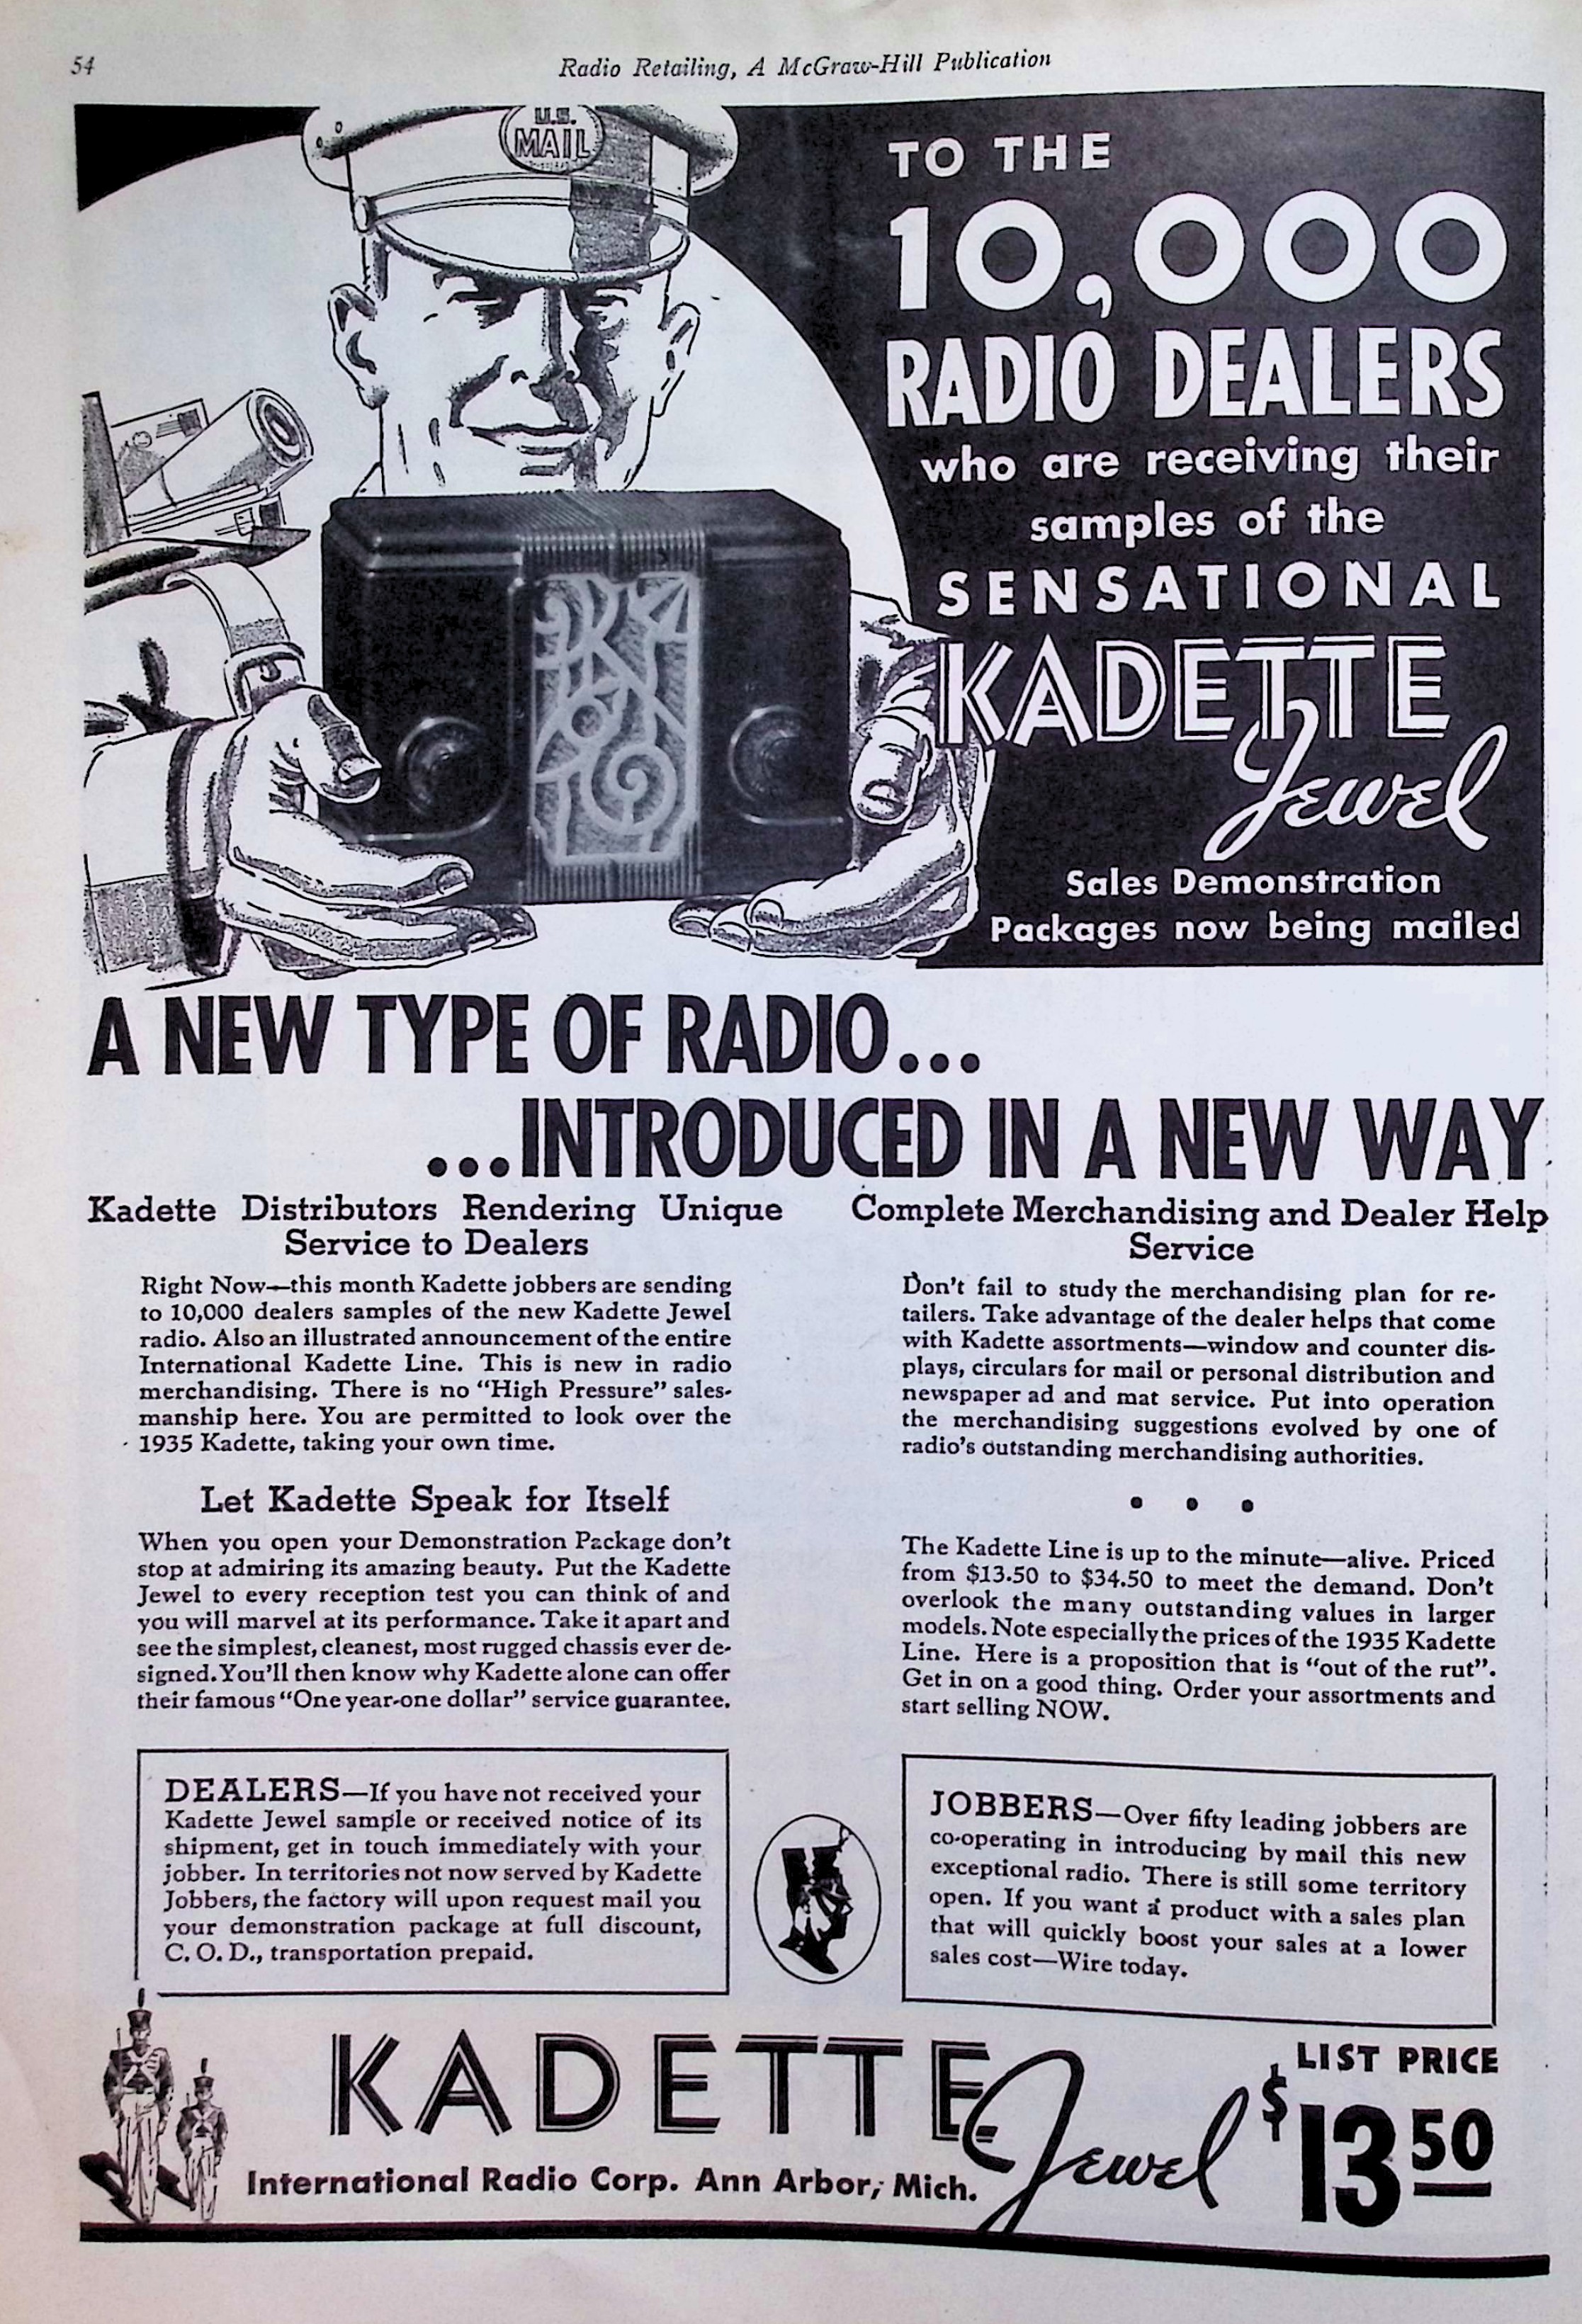 54
Radio Retailing, A McGraw-Hill Publication
U.S.
MAIL
TO THE
10,000
RADIO DEALERS
who are receiving their
samples of the
SENSATIONAL
KADETTE
Jewel
Sales Demonstration
Packages now being mailed
A NEW TYPE OF RADIO...
...INTRODUCED IN A NEW WAY
Kadette Distributors Rendering Unique
Service to Dealers
Right Now—this month Kadette jobbers are sending
to 10,000 dealers samples of the new Kadette Jewel
radio. Also an illustrated announcement of the entire
International Kadette Line. This is new in radio
merchandising. There is no "High Pressure" sales-
manship here. You are permitted to look over the
1935 Kadette, taking your own time.
Let Kadette Speak for Itself
When you open your Demonstration Package don't
stop at admiring its amazing beauty. Put the Kadette
Jewel to every reception test you can think of and
you will marvel at its performance. Take it apart and
see the simplest, cleanest, most rugged chassis ever de-
signed. You'll then know why Kadette alone can offer
their famous "One year-one dollar" service guarantee.
Complete Merchandising and Dealer Help
Service
Don't fail to study the merchandising plan for re-
tailers. Take advantage of the dealer helps that come
with Kadette assortments—window and counter dis-
plays, circulars for mail or personal distribution and
newspaper ad and mat service. Put into operation
the merchandising suggestions evolved by one of
radio's outstanding merchandising authorities.
• • •
The Kadette Line is up to the minute—alive. Priced
from $13.50 to $34.50 to meet the demand. Don't
overlook the many outstanding values in larger
models. Note especially the prices of the 1935 Kadette
Line. Here is a proposition that is "out of the rut".
Get in on a good thing. Order your assortments and
start selling NOW.
DEALERS—If you have not received your
Kadette Jewel sample or received notice of its
shipment, get in touch immediately with your
jobber. In territories not now served by Kadette
Jobbers, the factory will upon request mail you
your demonstration package at full discount,
C. O. D., transportation prepaid.
JOBBERS—Over fifty leading jobbers are
co-operating in introducing by mail this new
exceptional radio. There is still some territory
open. If you want a product with a sales plan
that will quickly boost your sales at a lower
sales cost—Wire today.
KADETTE Jewel
International Radio Corp. Ann Arbor, Mich.
LIST PRICE
$13 50